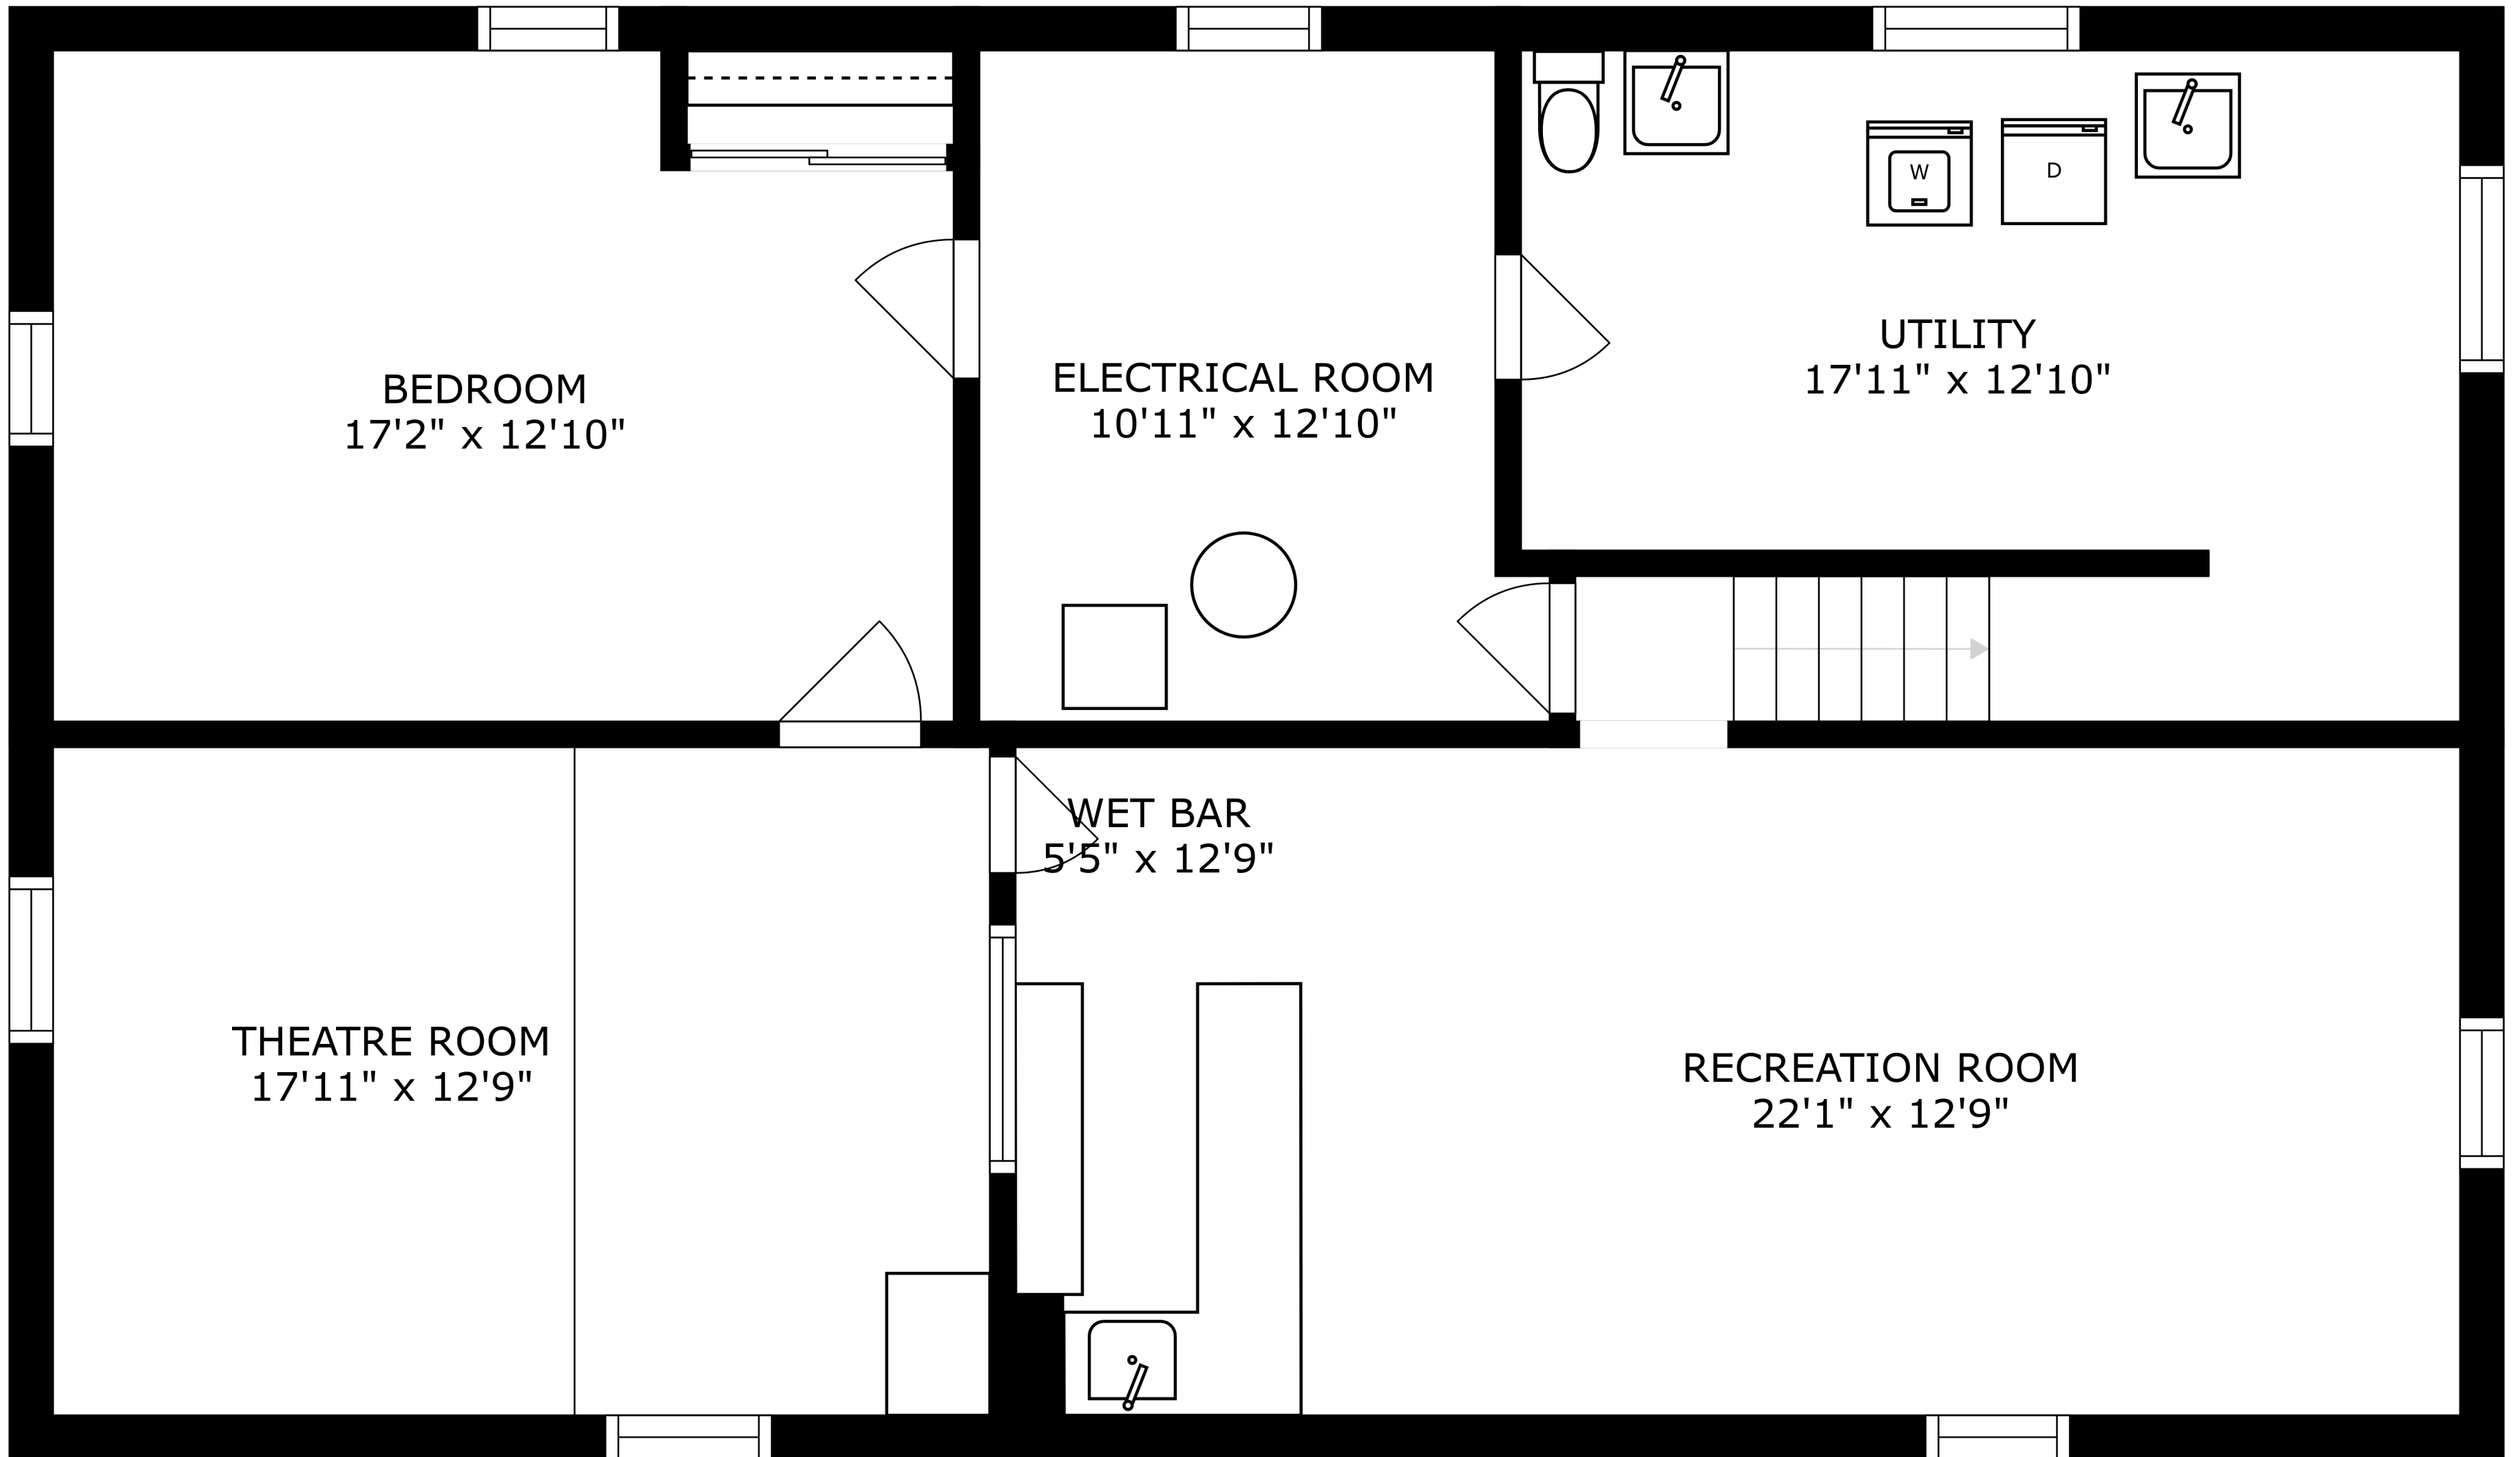 W
D
UTILITY
17'11" x 12'10"
ELECTRICAL ROOM
10'11" x 12'10"
BEDROOM
17'2" x 12'10"
WET BAR
5'5" x 12'9"
THEATRE ROOM
17'11" x 12'9"
RECREATION ROOM
22'1" x 12'9"